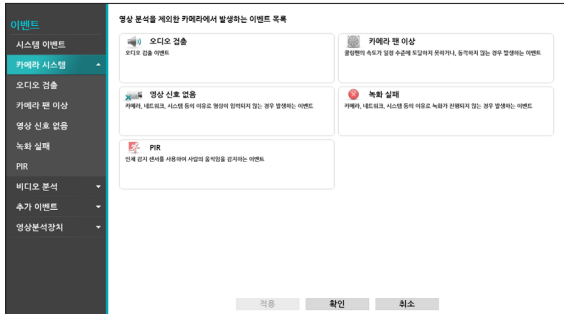 이벤트
시스템 이벤트
카메라 시스템
오디오 검출
카메라 팬 이상
영상 신호 없음
녹화 실패
PIR
비디오 분석
추가 이벤트
영상분석장치
영상 분석을 제외한 카메라에서 발생하는 이벤트 목록
오디오 검출
오디오 검출 이벤트
카메라 팬 이상
쿨링팬의 속도가 일정 수준에 도달하지 못하거나, 동작하지 않는 경우 발생하는 이벤트
영상 신호 없음
카메라, 네트워크, 시스템 등의 이유로 영상이 입력되지 않는 경우 발생하는 이벤트
녹화 실패
카메라, 네트워크, 시스템 등의 이유로 녹화가 진행되지 않는 경우 발생하는 이벤트
PIR
인체 감지 센서를 사용하여 사람의 움직임을 감지하는 이벤트
적용
확인
취소